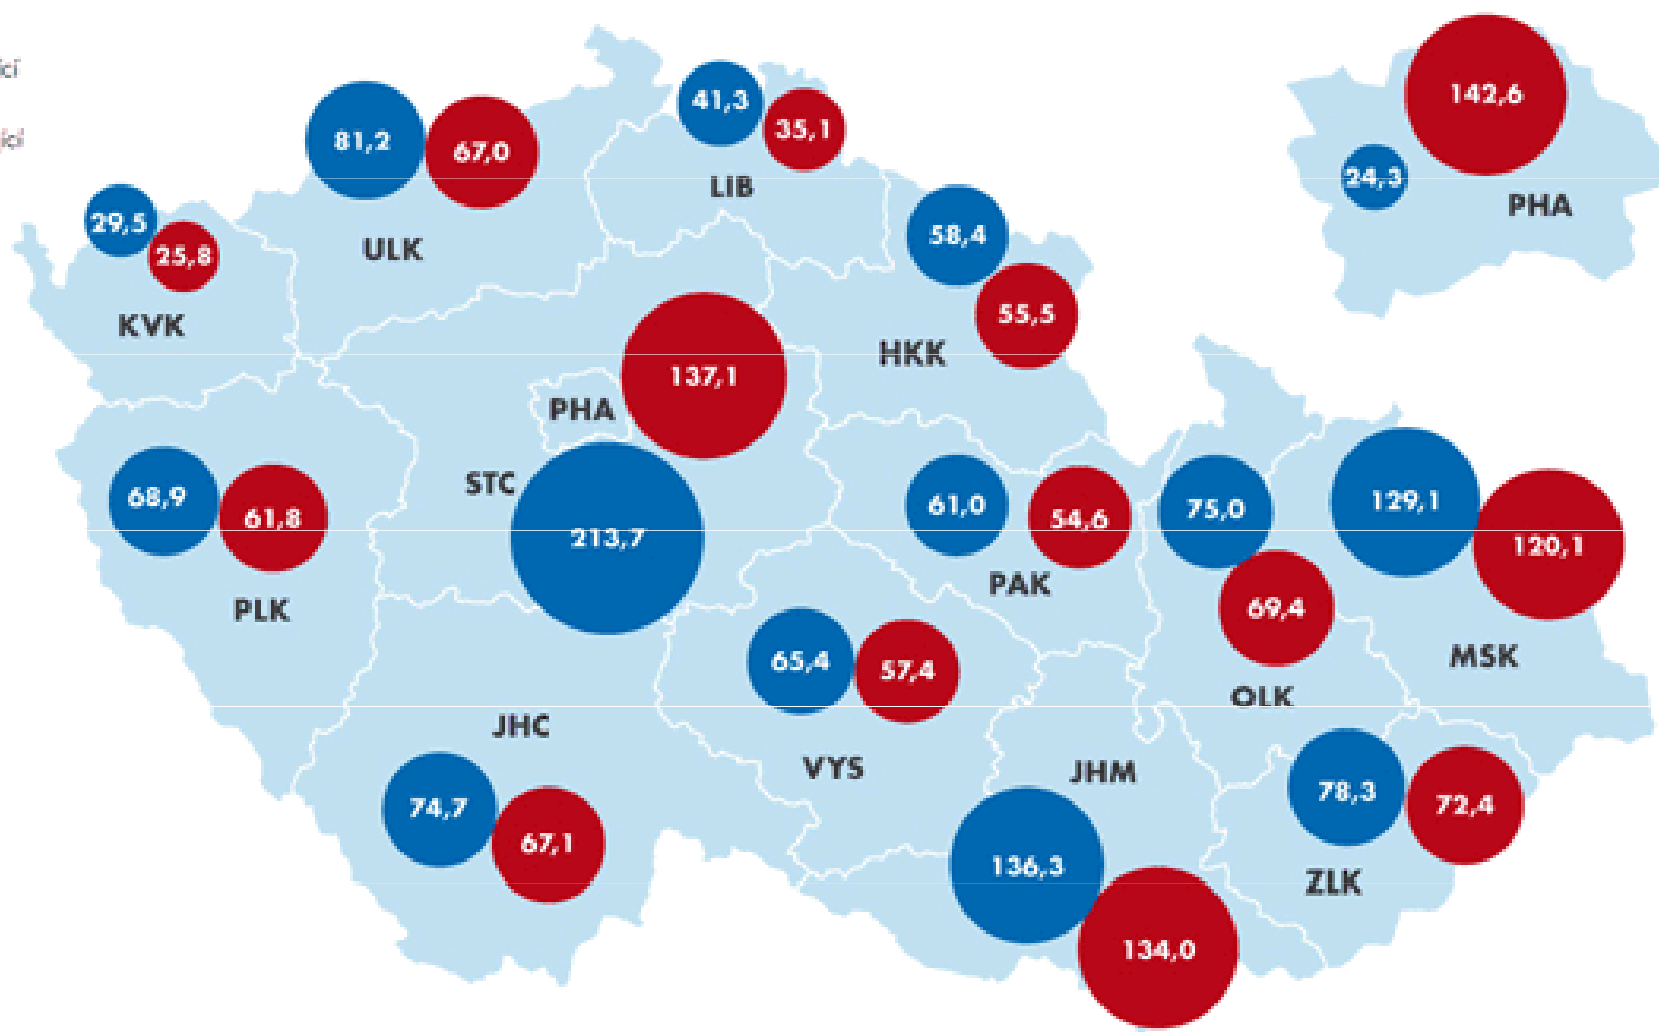 41,3
35,1
LIB
81,2
67,0
ULK
29,5
25,8
KVK
142,6
24,3
PHA
58,4
55,5
HKK
137,1
PHA
STC
213,7
68,9
61,8
PLK
61,0
54,6
PAK
75,0
69,4
OLK
129,1
120,1
MSK
65,4
57,4
VYS
JHC
74,7
67,1
JHM
136,3
134,0
78,3
72,4
ZLK